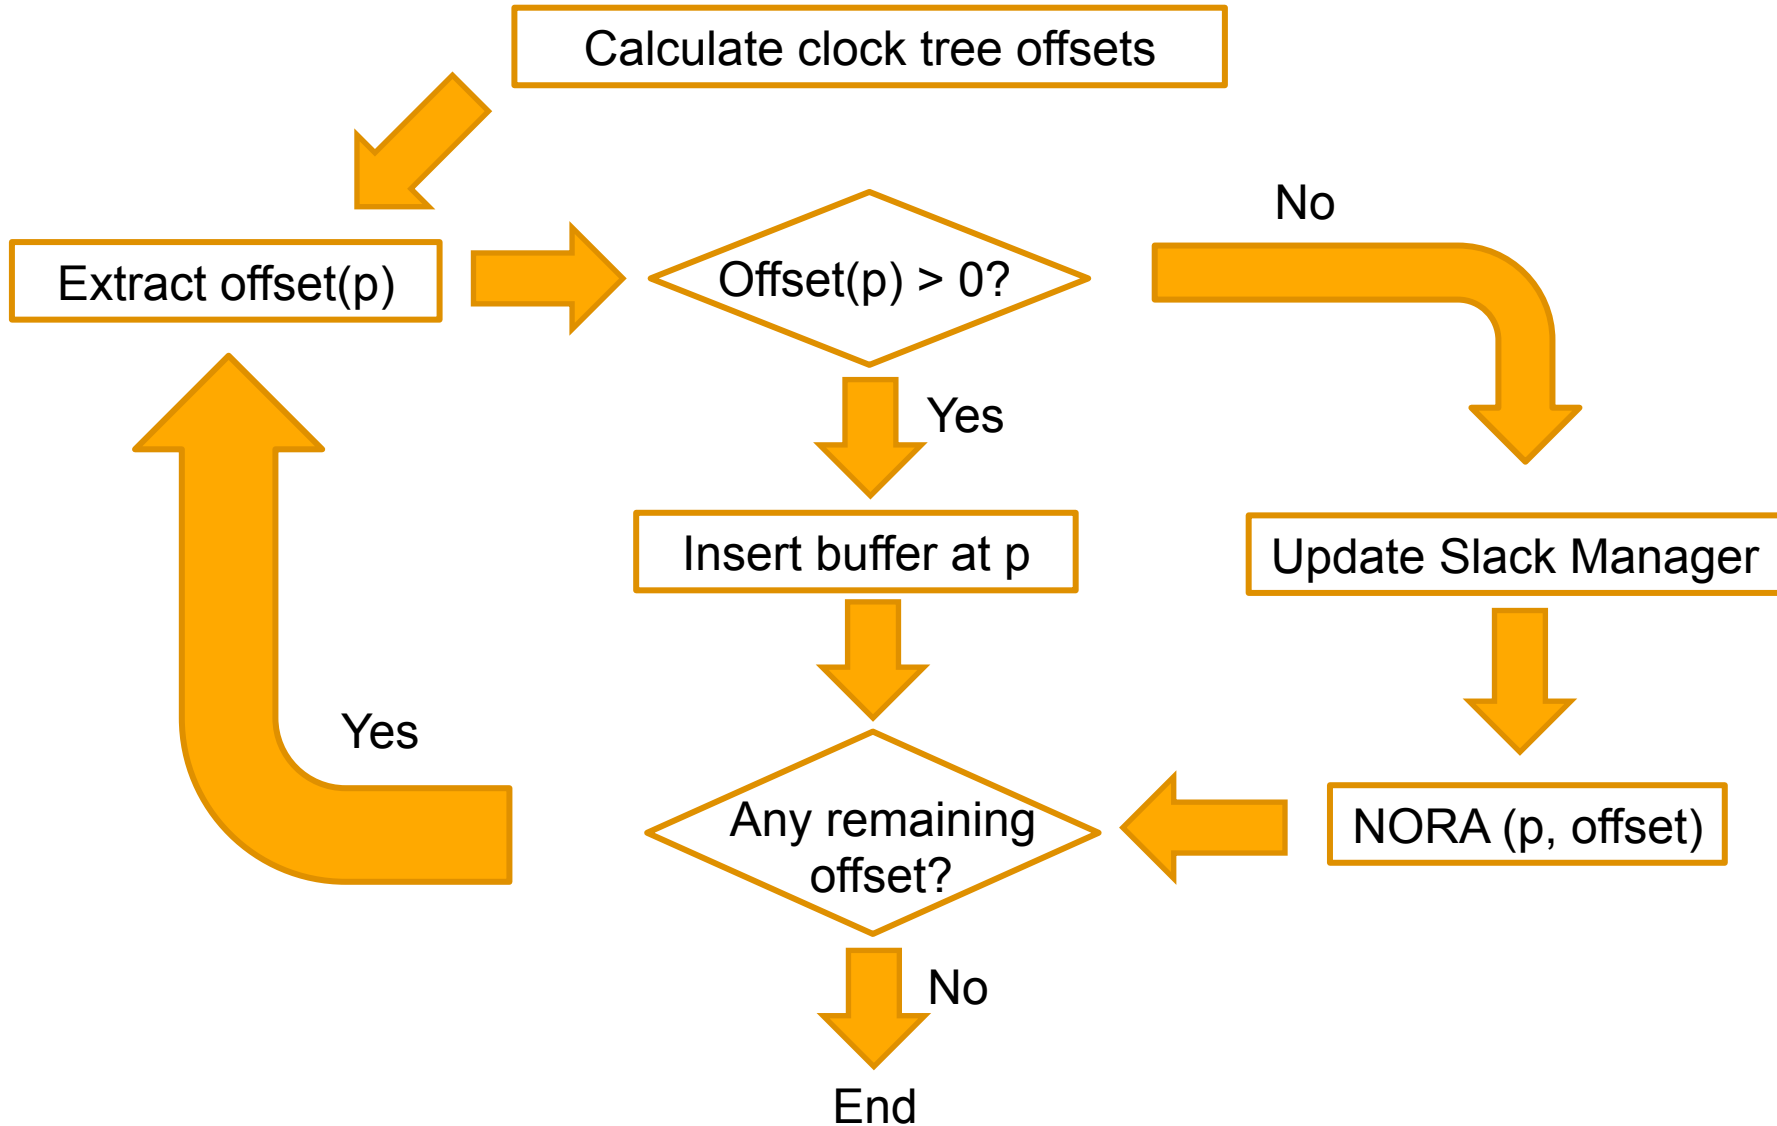 Calculate clock tree offsets
No
Extract offset(p)
Offset(p) > 0?
Yes
Insert buffer at p
Update Slack Manager
Yes
Any remaining
offset?
NORA (p, offset)
No
End